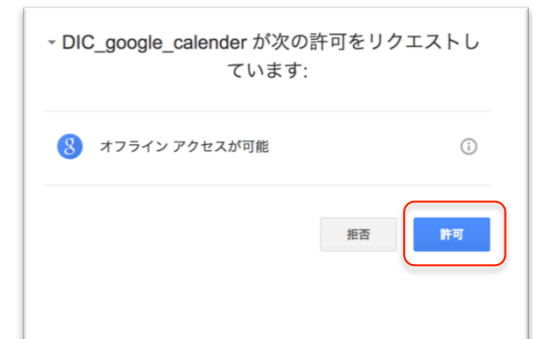 DIC_google_calender が次の許可をリクエストし
ています:
8 オフライン アクセスが可能
拒否 許可